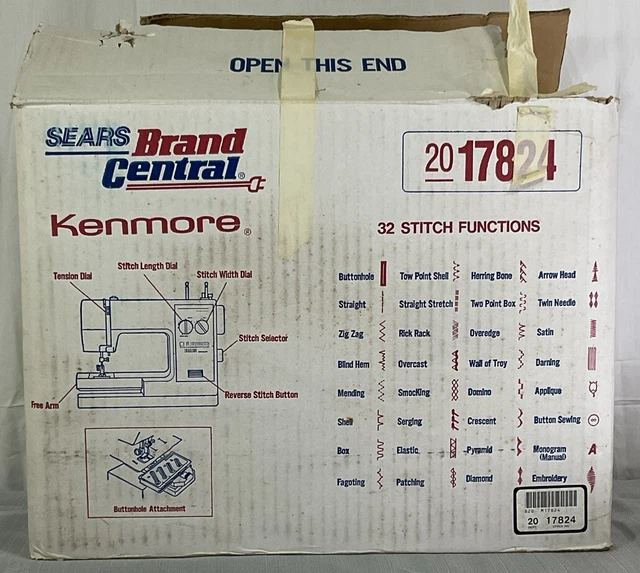 OPEN THIS END
SEARS Brand Central®
20 17824
Kenmore®
32 STITCH FUNCTIONS
Tension Dial
Stitch Length Dial
Stitch Width Dial
Stitch Selector
Reverse Stitch Button
Free Arm
Buttonhole Attachment
Buttonhole Tow Point Shell Herring Bone Arrow Head
Straight Straight Stretch Two Point Box Twin Needle
Zig Zag Rick Rack Overedge Satin
Blind Hem Overcast Wall of Troy Darning
Mending Smocking Domino Applique
Shell Serging Crescent Button Sewing
Box Elastic Pyramid Monogram
(Manual)
A
Fagoting Patching Diamond Embroidery
20 17824